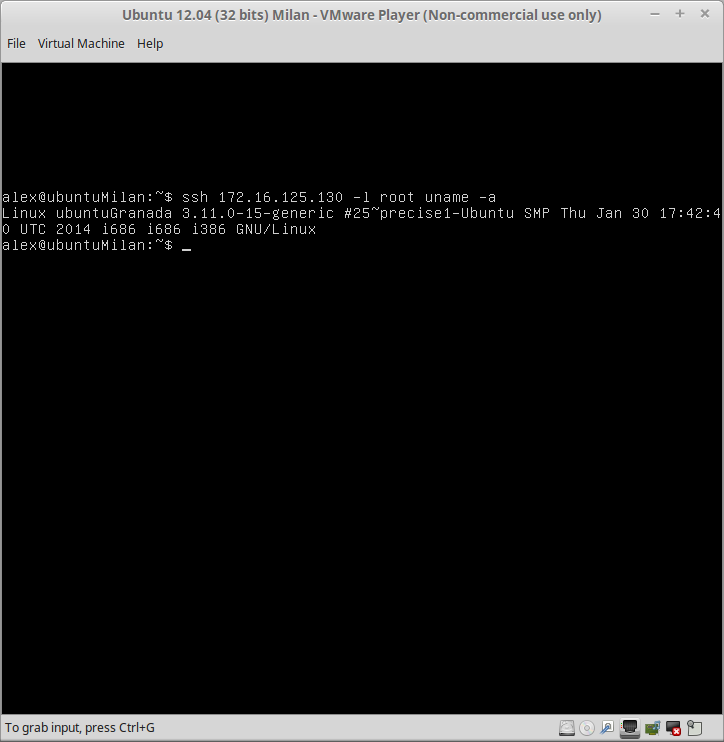 Ubuntu 12.04 (32 bits) Milan - VMware Player (Non-commercial use only)
File Virtual Machine Help
alex@ubuntuMilan:~$ ssh 172.16.125.130 -l root uname -a
Linux ubuntuGranada 3.11.0-15-generic #25~precise1-Ubuntu SMP Thu Jan 30 17:42:4
0 UTC 2014 i686 i686 i386 GNU/Linux
alex@ubuntuMilan:~$ _
To grab input, press Ctrl+G